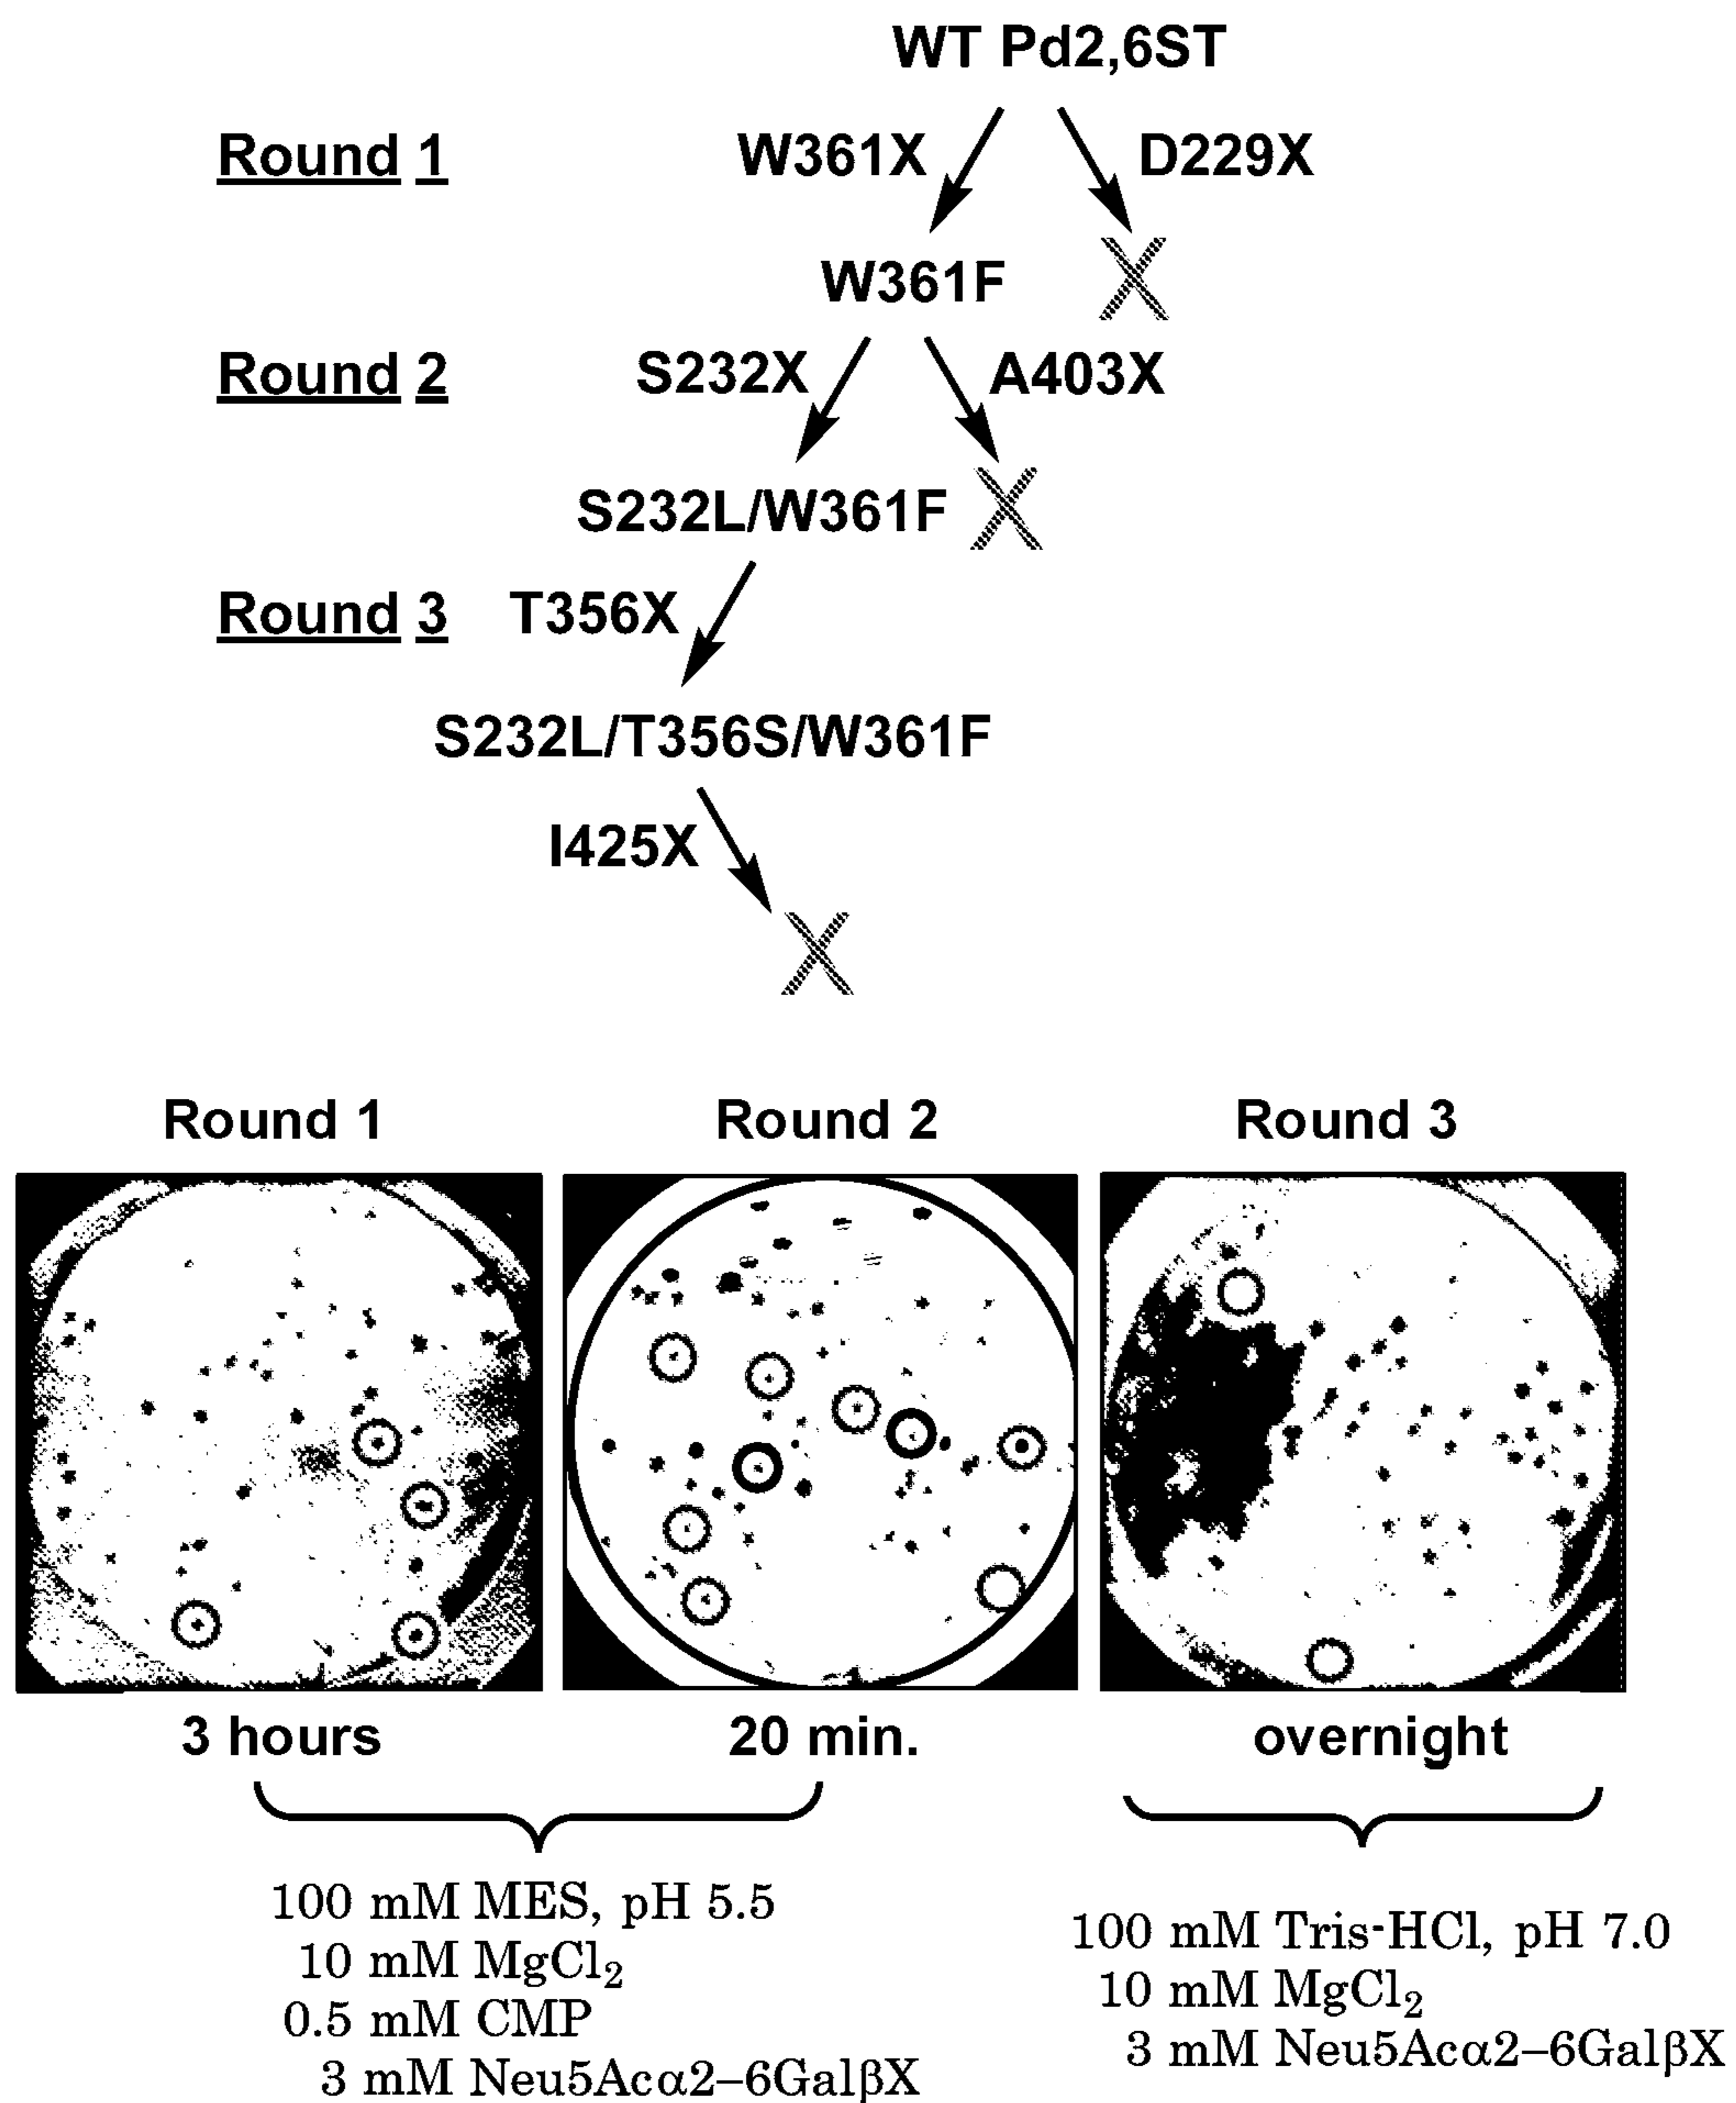 WT Pd2,6ST
Round 1 W361X D229X
W361F X
Round 2 S232X A403X
S232L/W361F X
Round 3 T356X
S232L/T356S/W361F
I425X
X
Round 1 Round 2 Round 3
3 hours 20 min. overnight
100 mM MES, pH 5.5
10 mM MgCl₂
0.5 mM CMP
3 mM Neu5Acα2–6GalβX
100 mM Tris-HCl, pH 7.0
10 mM MgCl₂
3 mM Neu5Acα2–6GalβX